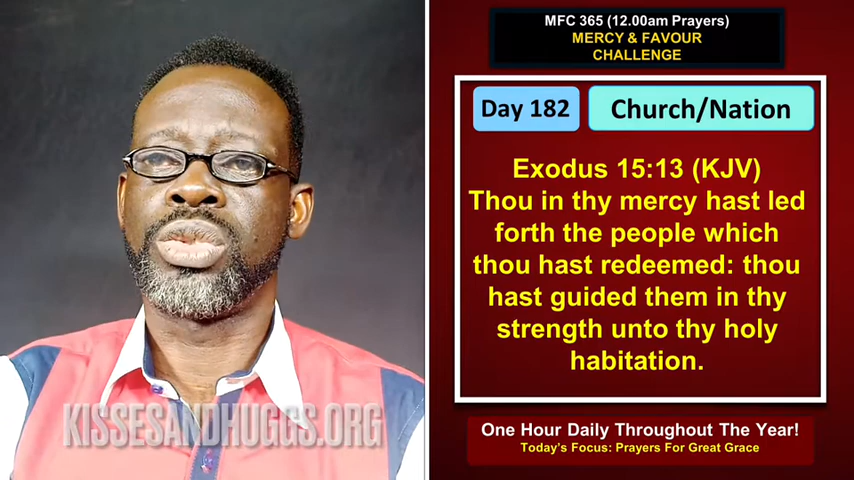 MFC 365 (12.00am Prayers)
MERCY & FAVOUR
CHALLENGE
Day 182
Church/Nation
Exodus 15:13 (KJV)
Thou in thy mercy hast led
forth the people which
thou hast redeemed: thou
hast guided them in thy
strength unto thy holy
habitation.
KISSESANDHUGGS.ORG
One Hour Daily Throughout The Year!
Today's Focus: Prayers For Great Grace